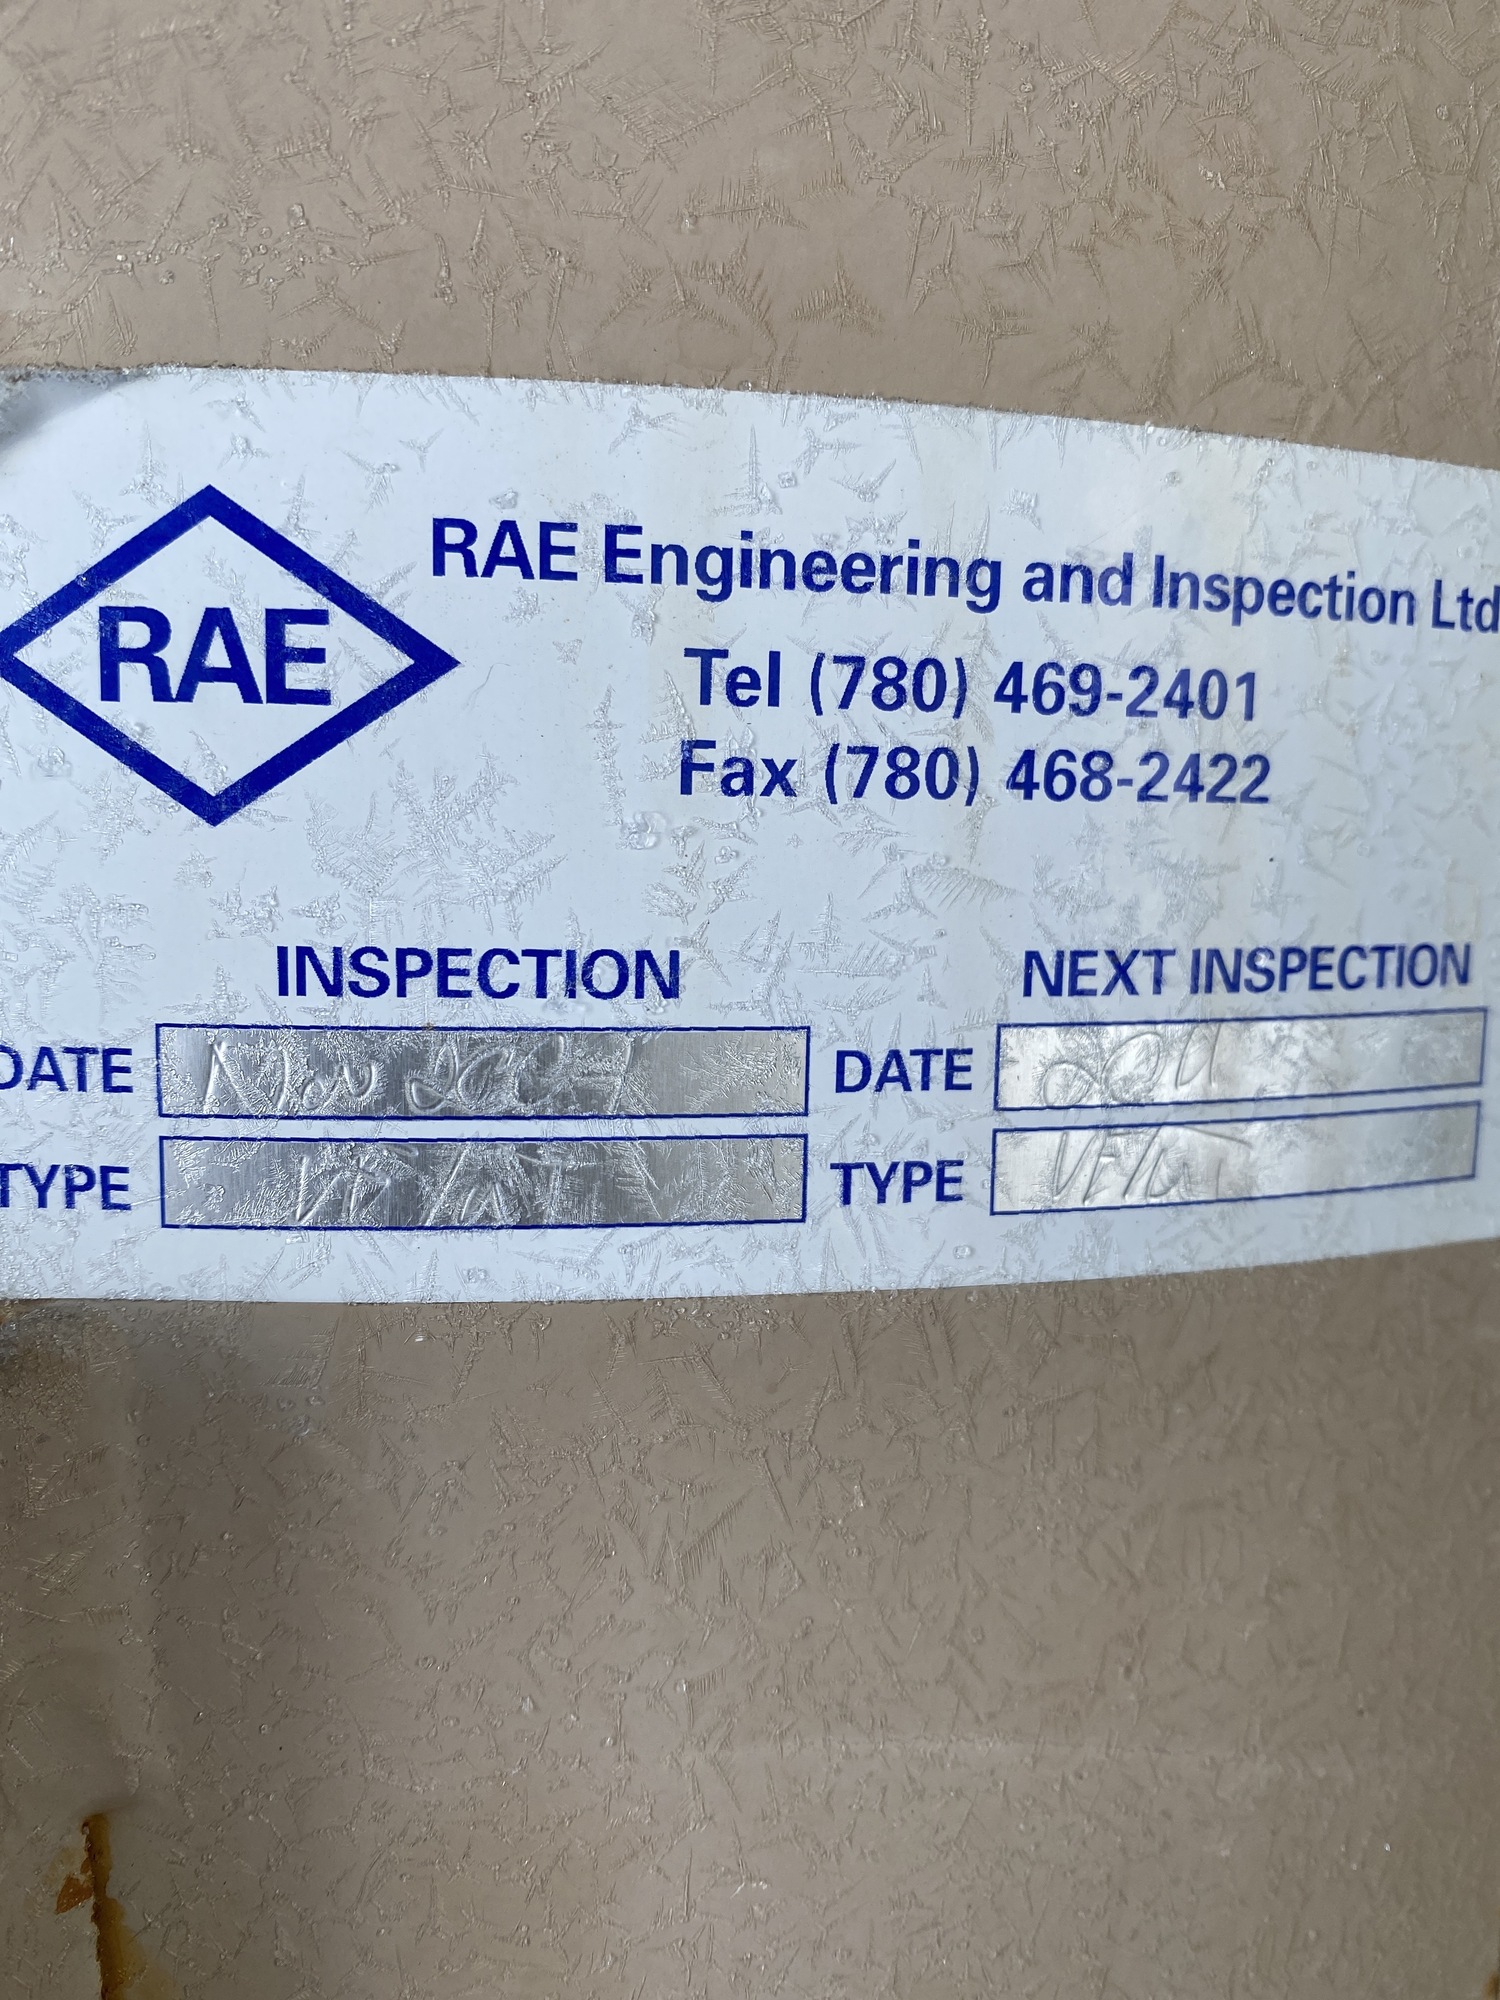 RAE
RAE Engineering and Inspection Ltd
Tel (780) 469-2401
Fax (780) 468-2422
INSPECTION
NEXT INSPECTION
DATE Nov
DATE
TYPE
TYPE